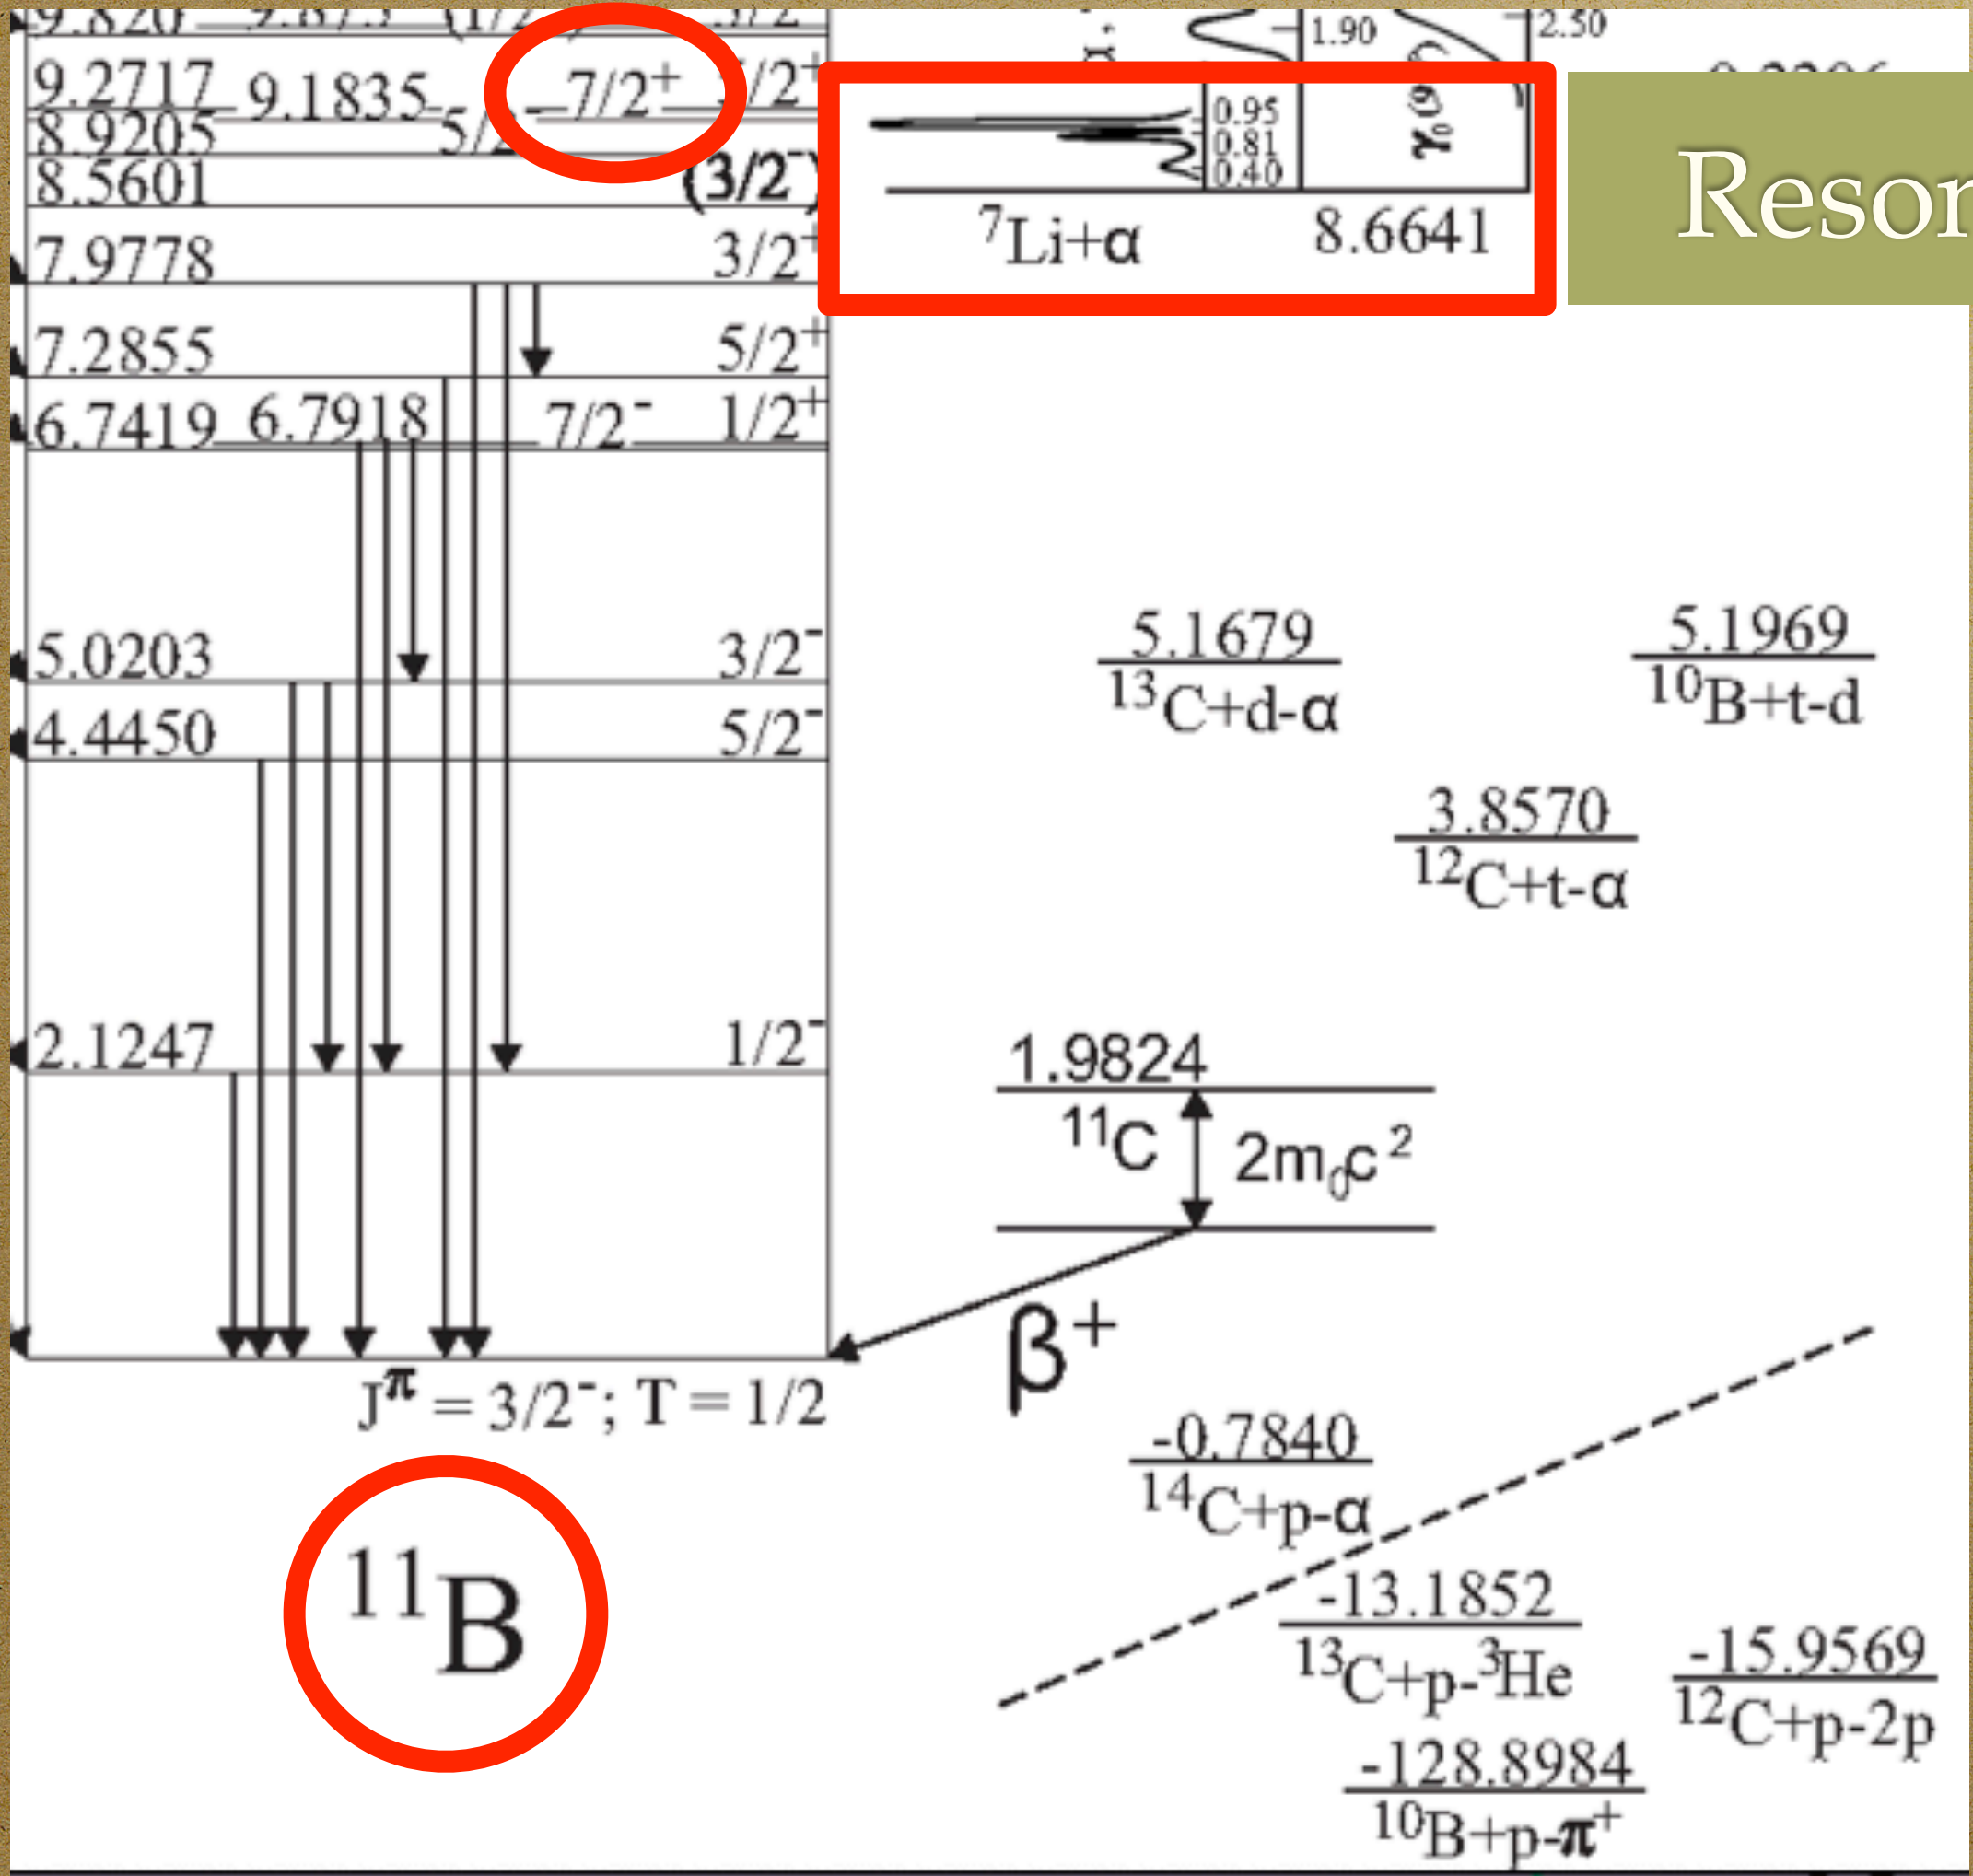 9.2717 9.1835 7/2⁺
8.9205 5/2
8.5601 (3/2⁻)
7.9778 3/2⁺
7.2855 5/2⁺
6.7419 6.7918 7/2⁻ 1/2⁺
5.0203 3/2⁻
4.4450 5/2⁻
2.1247 1/2⁻
Jπ = 3/2⁻; T = 1/2
¹¹B
1.90
2.50
0.95
0.81
0.40
⁷Li+α 8.6641
5.1679
¹³C+d-α
5.1969
¹⁰B+t-d
3.8570
¹²C+t-α
1.9824
¹¹C 2m₀c²
β⁺
-0.7840
¹⁴C+p-α
-13.1852
¹³C+p-³He
-15.9569
¹²C+p-2p
-128.8984
¹⁰B+p-π⁺
Resor